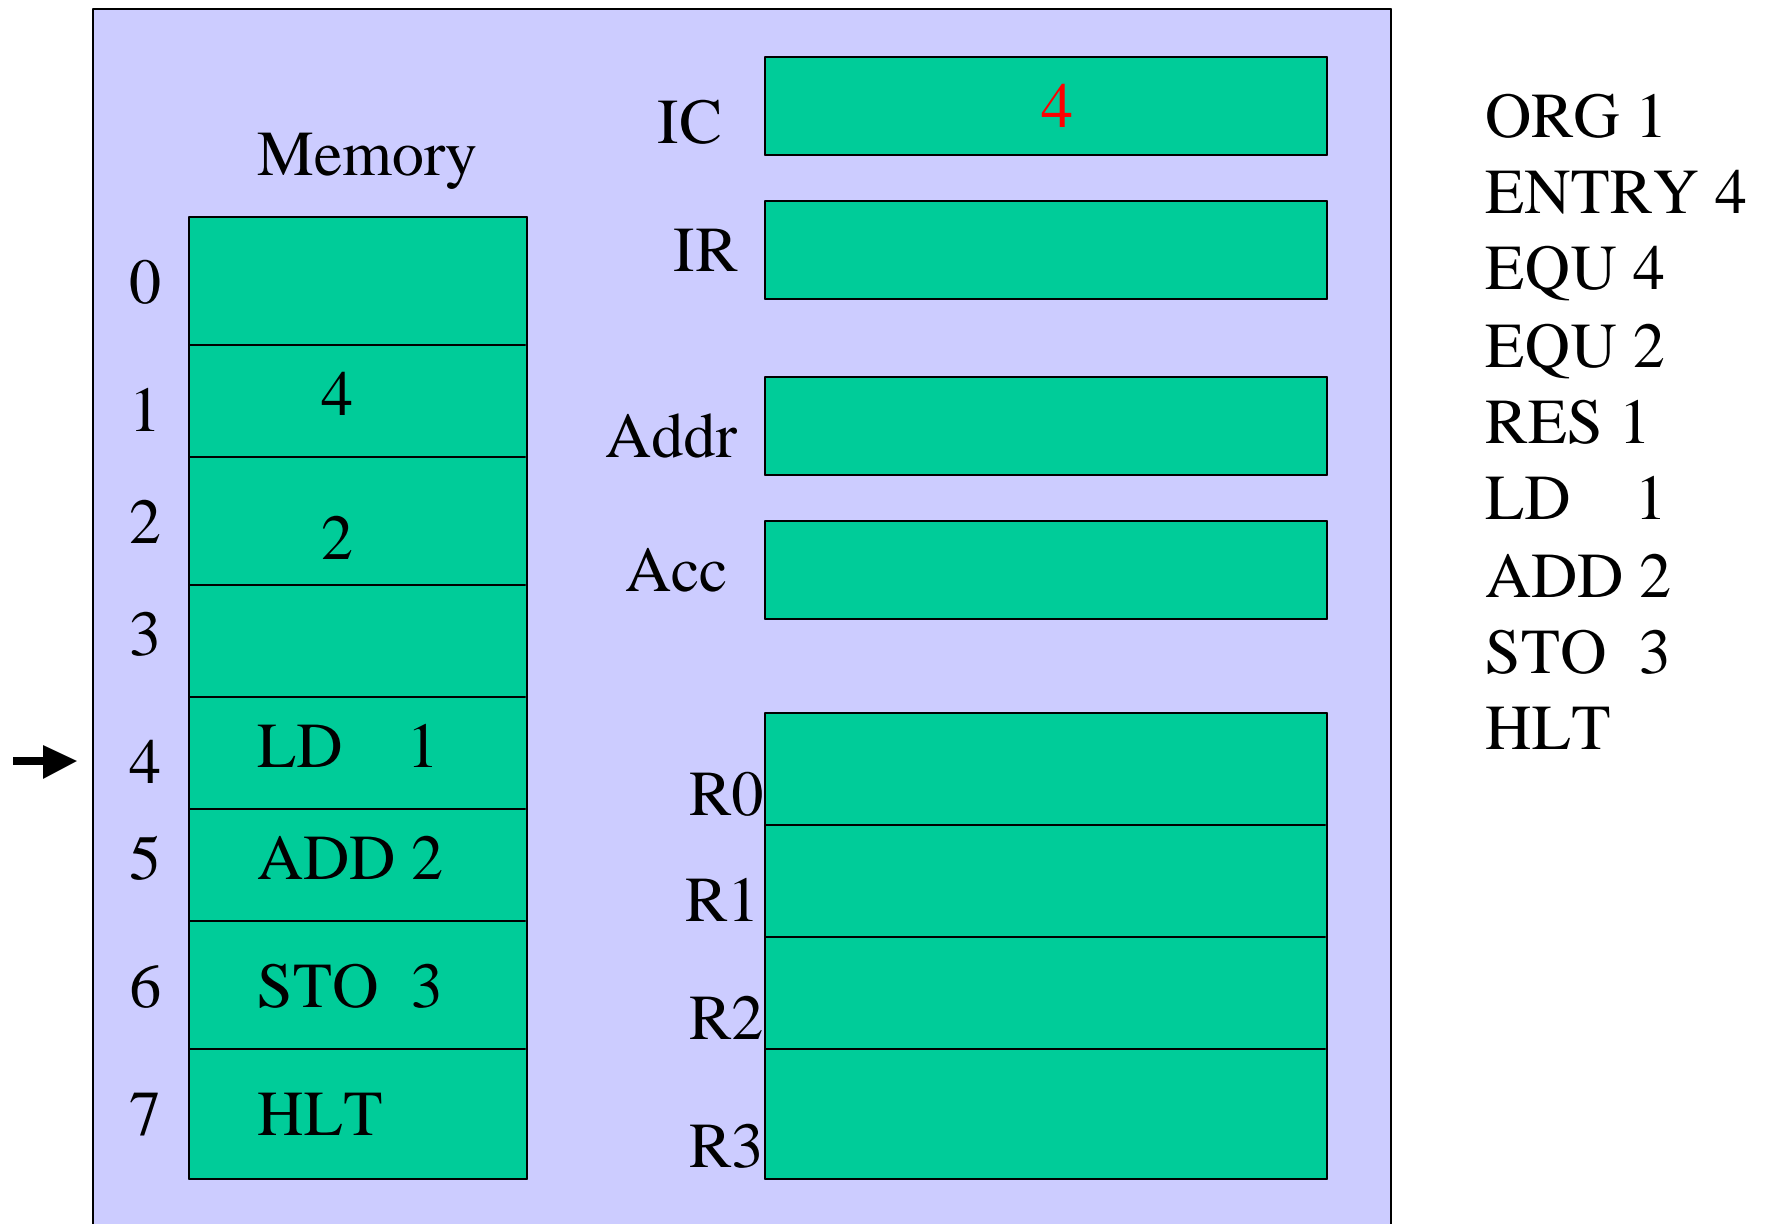 Memory
0
1 4
2 2
3
4 LD 1
5 ADD 2
6 STO 3
7 HLT
IC 4
IR
Addr
Acc
R0
R1
R2
R3
ORG 1
ENTRY 4
EQU 4
EQU 2
RES 1
LD 1
ADD 2
STO 3
HLT